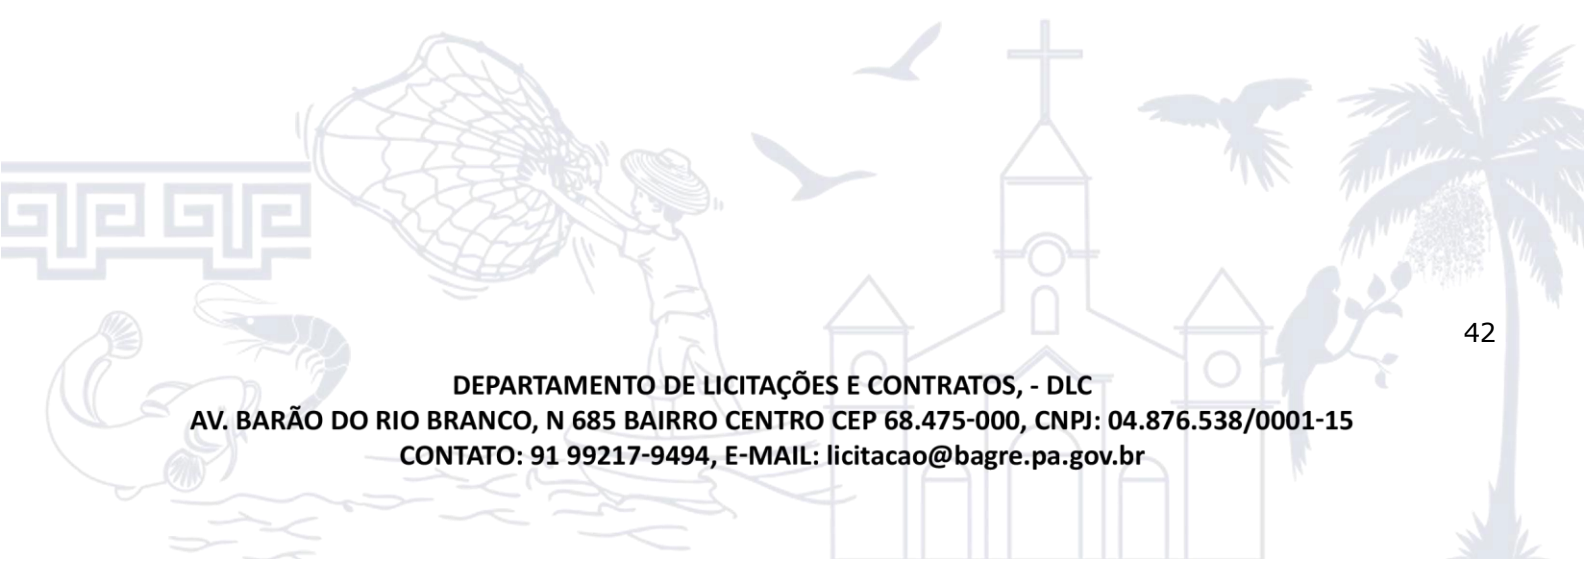 42
DEPARTAMENTO DE LICITAÇÕES E CONTRATOS, - DLC
AV. BARÃO DO RIO BRANCO, N 685 BAIRRO CENTRO CEP 68.475-000, CNPJ: 04.876.538/0001-15
CONTATO: 91 99217-9494, E-MAIL: licitacao@bagre.pa.gov.br